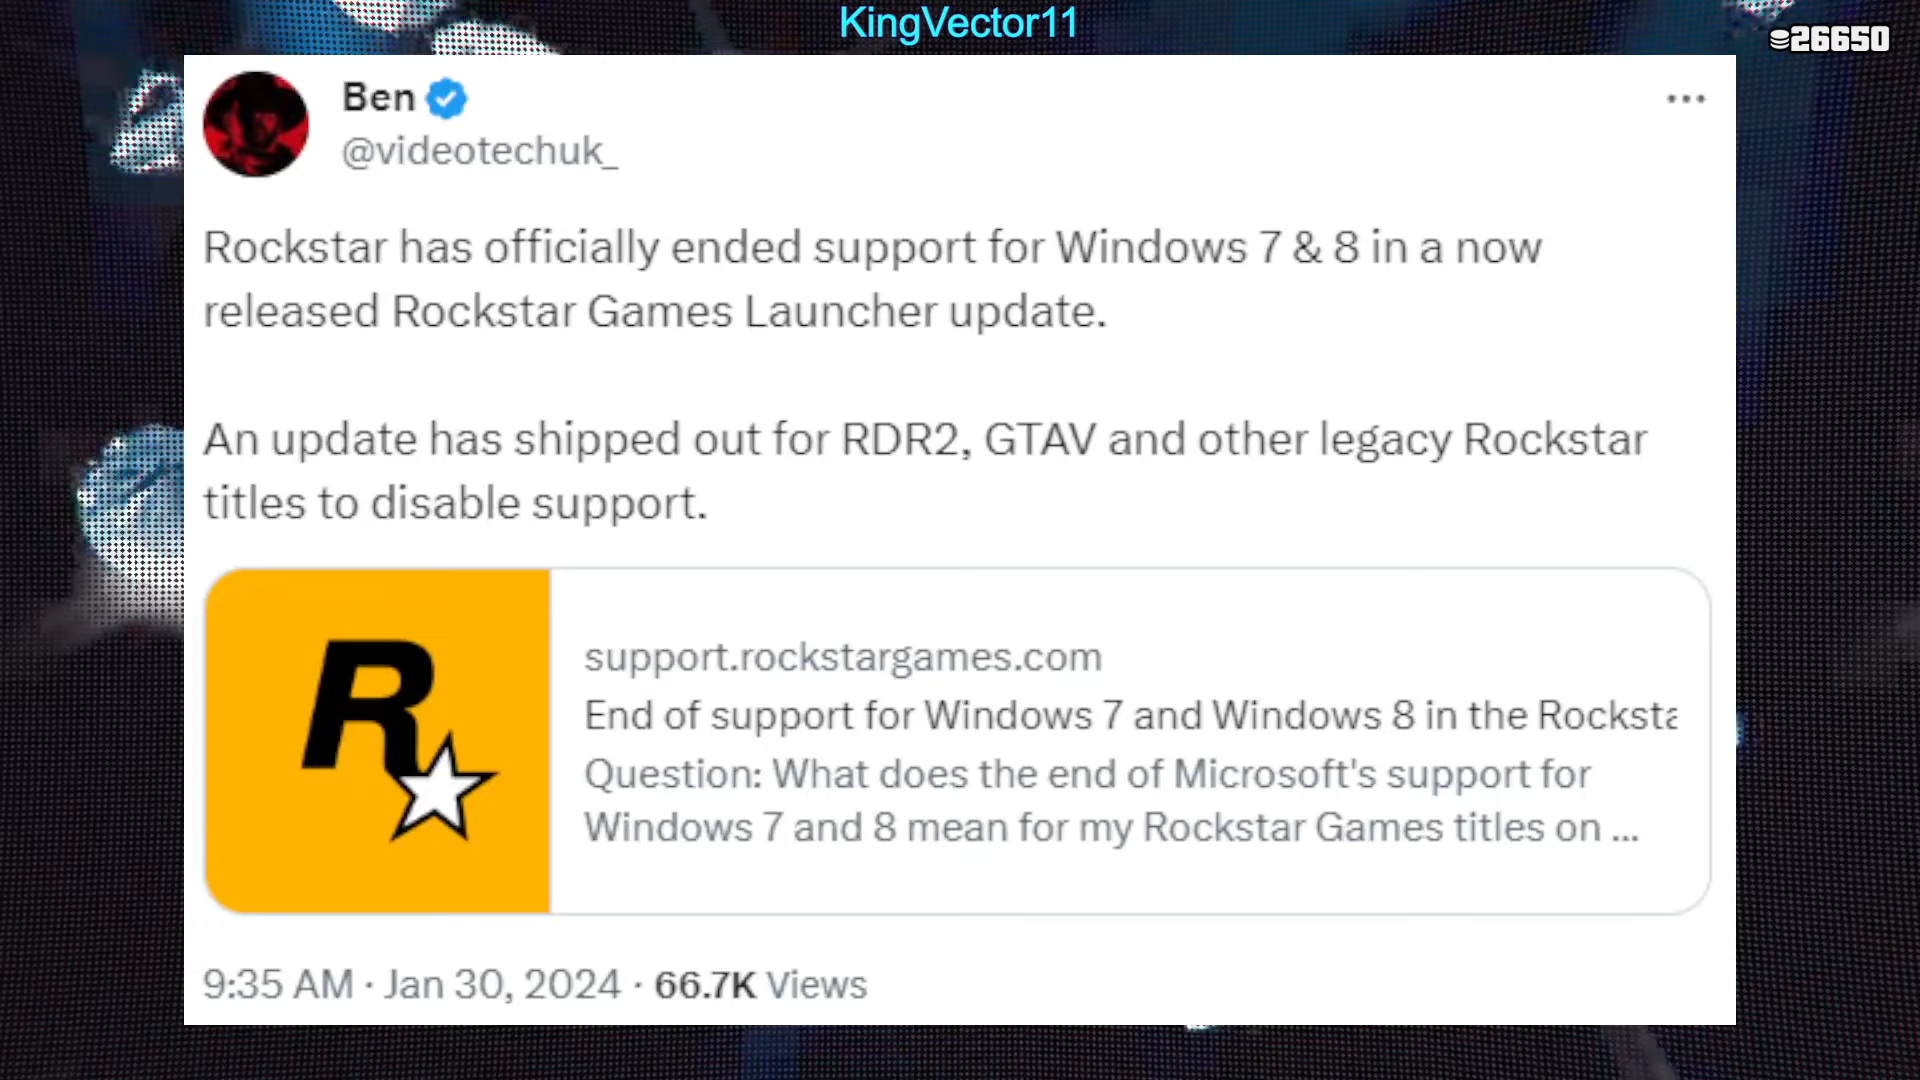 KingVector11
26650
Ben
@videotechuk_
Rockstar has officially ended support for Windows 7 & 8 in a now
released Rockstar Games Launcher update.
An update has shipped out for RDR2, GTAV and other legacy Rockstar
titles to disable support.
R
support.rockstargames.com
End of support for Windows 7 and Windows 8 in the Rocksta
Question: What does the end of Microsoft's support for
Windows 7 and 8 mean for my Rockstar Games titles on ...
9:35 AM · Jan 30, 2024 · 66.7K Views